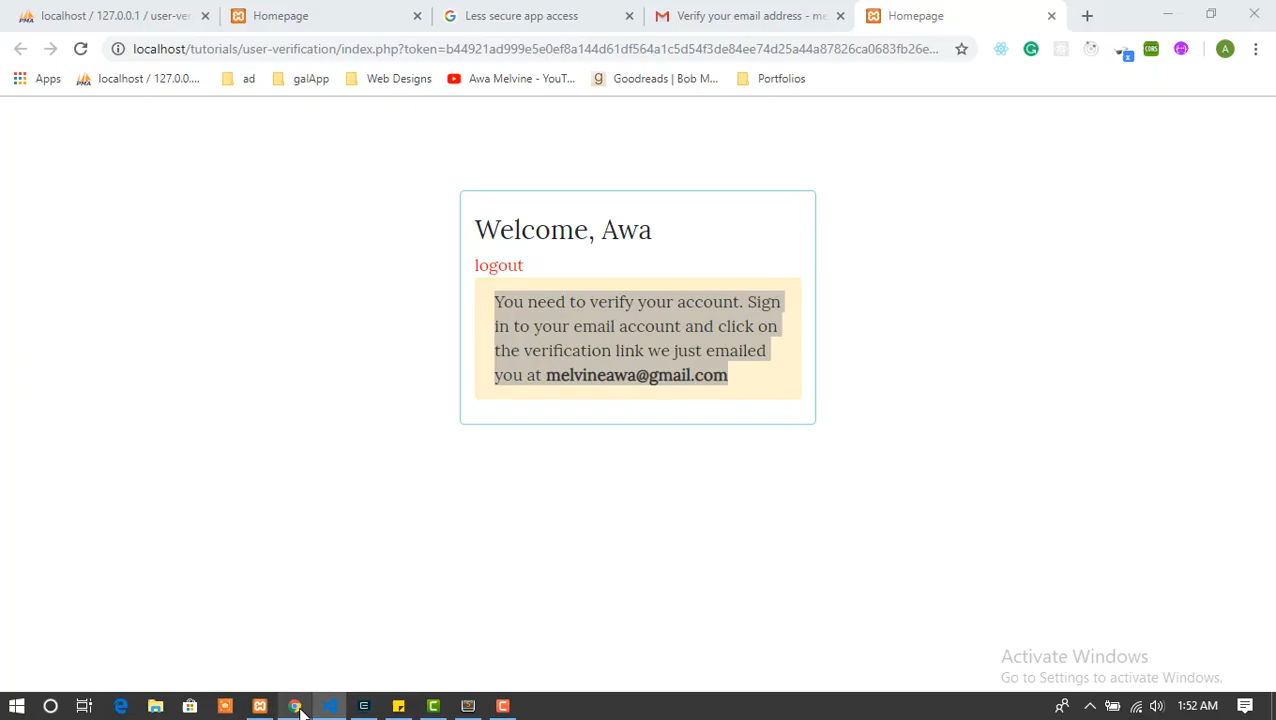 localhost / 127.0.0.1 / user-ver
Homepage
Less secure app access
Verify your email address - me
Homepage
localhost/tutorials/user-verification/index.php?token=b44921ad999e5e0ef8a144d61df564a1c5d54f3de84ee74d25a44a87826ca0683fb26e...
A
Apps
localhost / 127.0.0....
ad
galApp
Web Designs
Awa Melvine - YouT...
Goodreads | Bob M...
Portfolios
Welcome, Awa
logout
You need to verify your account. Sign
in to your email account and click on
the verification link we just emailed
you at melvineawa@gmail.com
Activate Windows
Go to Settings to activate Windows.
1:52 AM